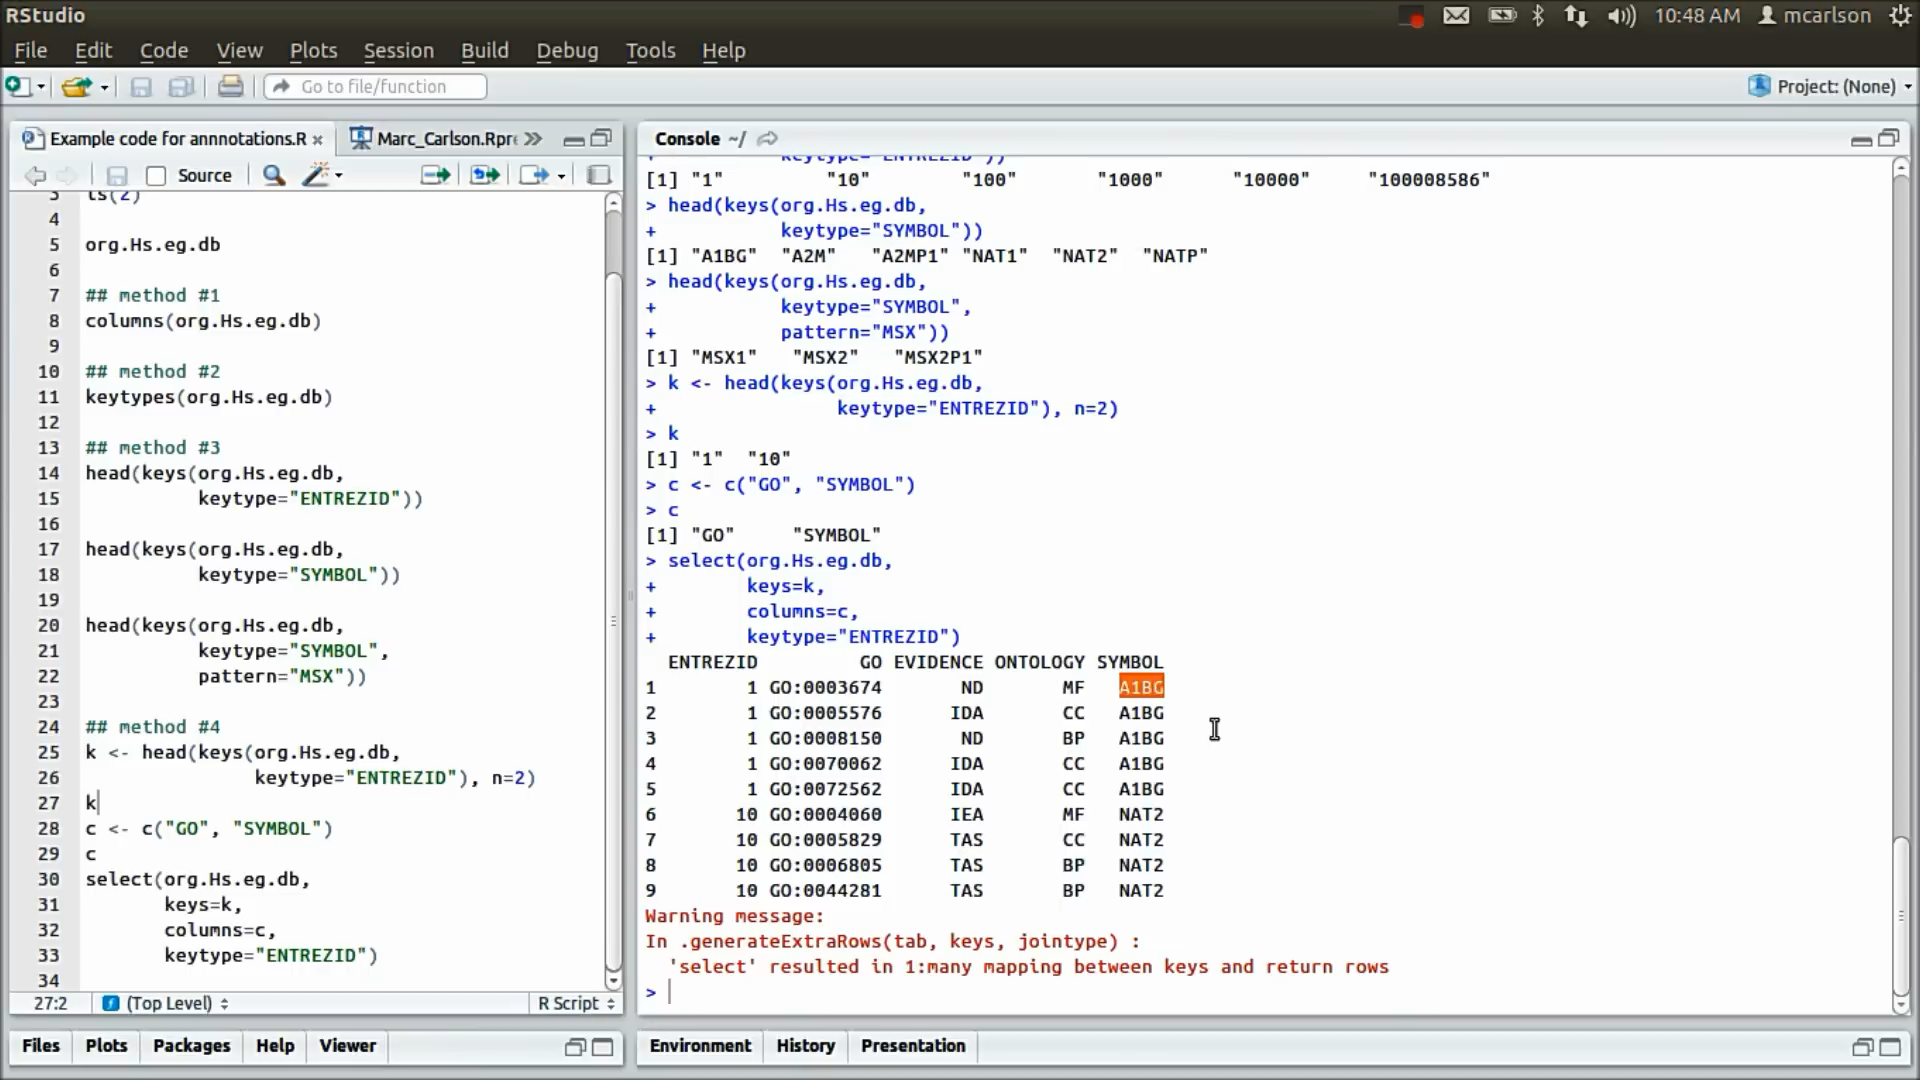 RStudio
10:48 AM mcarlson
File Edit Code View Plots Session Build Debug Tools Help
Go to file/function
Project: (None)
Example code for annnotations.R × Marc_Carlson.Rpre »
Source
3 ls(2)
4
5 org.Hs.eg.db
6
7 ## method #1
8 columns(org.Hs.eg.db)
9
10 ## method #2
11 keytypes(org.Hs.eg.db)
12
13 ## method #3
14 head(keys(org.Hs.eg.db,
15 keytype="ENTREZID"))
16
17 head(keys(org.Hs.eg.db,
18 keytype="SYMBOL"))
19
20 head(keys(org.Hs.eg.db,
21 keytype="SYMBOL",
22 pattern="MSX"))
23
24 ## method #4
25 k <- head(keys(org.Hs.eg.db,
26 keytype="ENTREZID"), n=2)
27 k
28 c <- c("GO", "SYMBOL")
29 c
30 select(org.Hs.eg.db,
31 keys=k,
32 columns=c,
33 keytype="ENTREZID")
34
27:2 (Top Level) R Script
Files Plots Packages Help Viewer
Console ~/
+ keytype="ENTREZID"))
[1] "1" "10" "100" "1000" "10000" "100008586"
> head(keys(org.Hs.eg.db,
+ keytype="SYMBOL"))
[1] "A1BG" "A2M" "A2MP1" "NAT1" "NAT2" "NATP"
> head(keys(org.Hs.eg.db,
+ keytype="SYMBOL",
+ pattern="MSX"))
[1] "MSX1" "MSX2" "MSX2P1"
> k <- head(keys(org.Hs.eg.db,
+ keytype="ENTREZID"), n=2)
> k
[1] "1" "10"
> c <- c("GO", "SYMBOL")
> c
[1] "GO" "SYMBOL"
> select(org.Hs.eg.db,
+ keys=k,
+ columns=c,
+ keytype="ENTREZID")
ENTREZID GO EVIDENCE ONTOLOGY SYMBOL
1 1 GO:0003674 ND MF A1BG
2 1 GO:0005576 IDA CC A1BG
3 1 GO:0008150 ND BP A1BG
4 1 GO:0070062 IDA CC A1BG
5 1 GO:0072562 IDA CC A1BG
6 10 GO:0004060 IEA MF NAT2
7 10 GO:0005829 TAS CC NAT2
8 10 GO:0006805 TAS BP NAT2
9 10 GO:0044281 TAS BP NAT2
Warning message:
In .generateExtraRows(tab, keys, jointype) :
'select' resulted in 1:many mapping between keys and return rows
>
Environment History Presentation